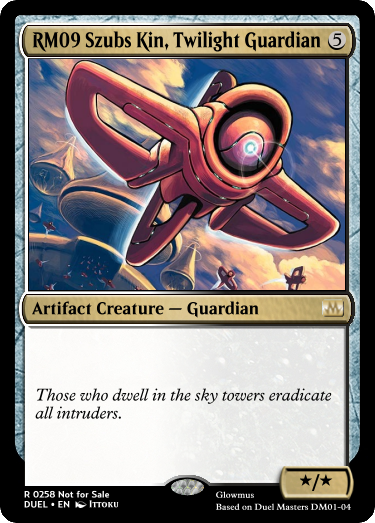 RM09 Szubs Kin, Twilight Guardian 5
Artifact Creature — Guardian
Those who dwell in the sky towers eradicate
all intruders.
★/★
R 0258 Not for Sale
DUEL • EN Ittoku
Glowmus
Based on Duel Masters DM01-04